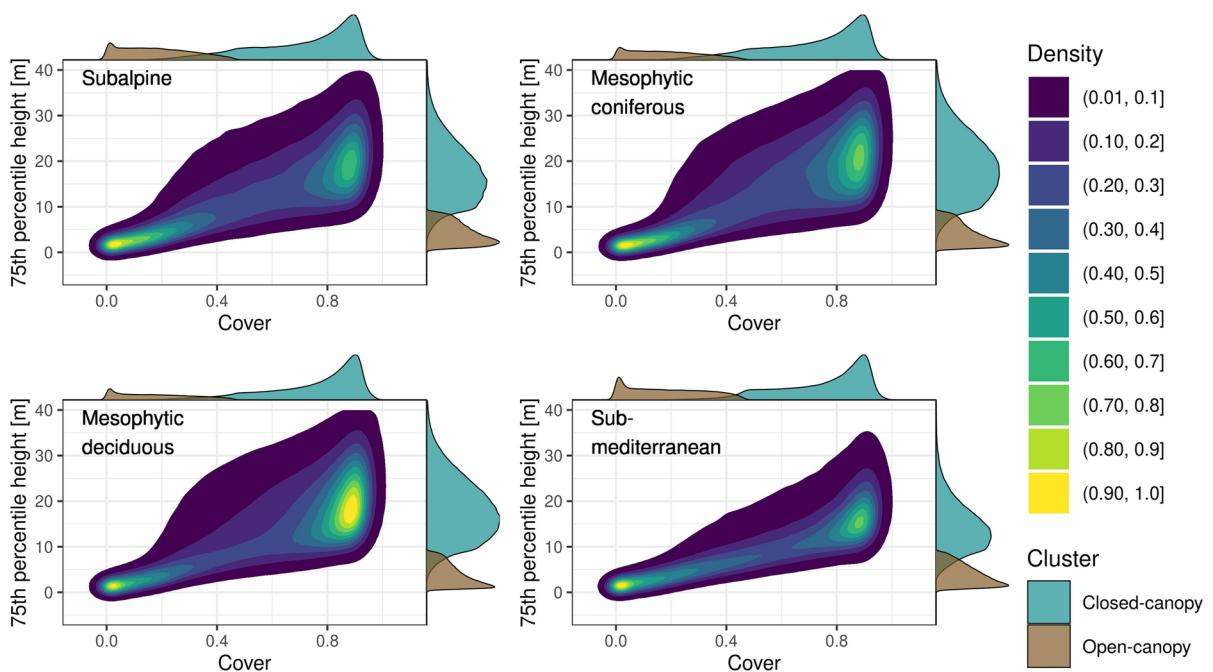 Subalpine
75th percentile height [m]
40
30
20
10
0
0.0
0.4
0.8
Cover
Mesophytic
coniferous
75th percentile height [m]
40
30
20
10
0
0.0
0.4
0.8
Cover
Mesophytic
deciduous
75th percentile height [m]
40
30
20
10
0
0.0
0.4
0.8
Cover
Sub-
mediterranean
75th percentile height [m]
40
30
20
10
0
0.0
0.4
0.8
Cover
Density
(0.01, 0.1]
(0.10, 0.2]
(0.20, 0.3]
(0.30, 0.4]
(0.40, 0.5]
(0.50, 0.6]
(0.60, 0.7]
(0.70, 0.8]
(0.80, 0.9]
(0.90, 1.0]
Cluster
Closed-canopy
Open-canopy